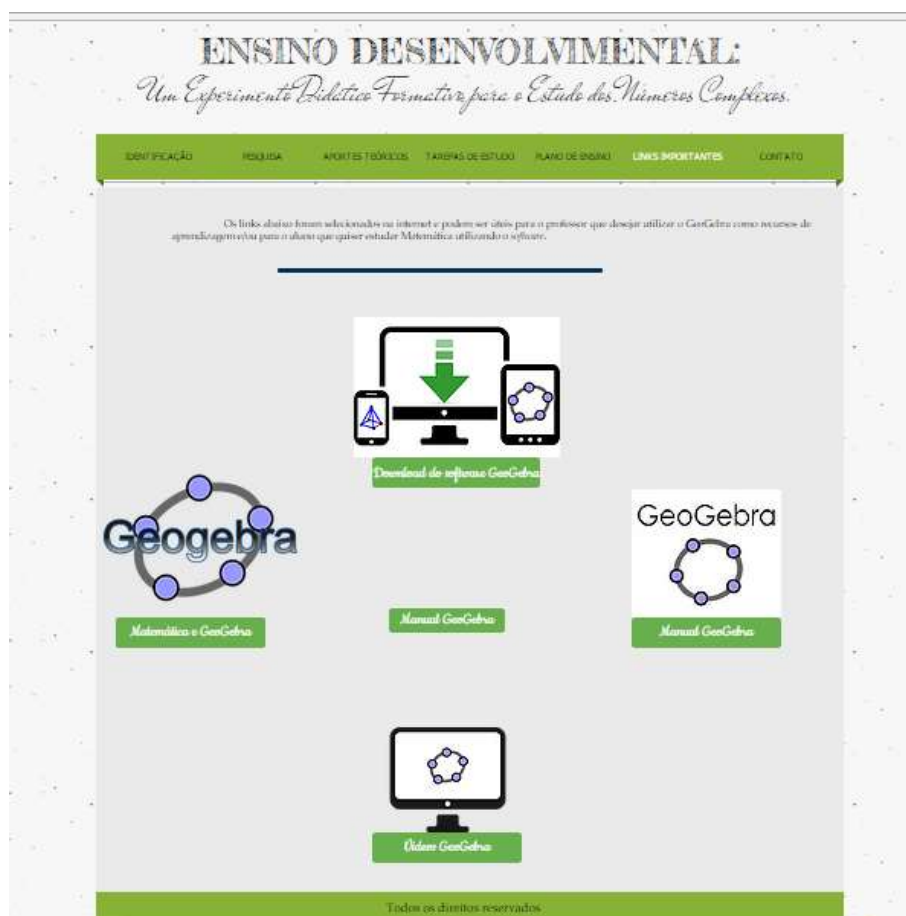 ENSINO DESENVOLVIMENTAL:
Um Experimento Didático Formativo para o Estudo dos Números Complexos.
IDENTIFICAÇÃO PESQUISA APORTES TEÓRICOS TAREFAS DE ESTUDO PLANO DE ENSINO LINKS IMPORTANTES CONTATO
Os links abaixo foram selecionados na internet e podem ser úteis para o professor que desejar utilizar o GeoGebra como recursos de
aprendizagem e/ou para o aluno que quiser estudar Matemática utilizando o software.
Download do software GeoGebra
Geogebra
GeoGebra
Matemática e GeoGebra
Manual GeoGebra
Manual GeoGebra
Vídeos GeoGebra
Todos os direitos reservados